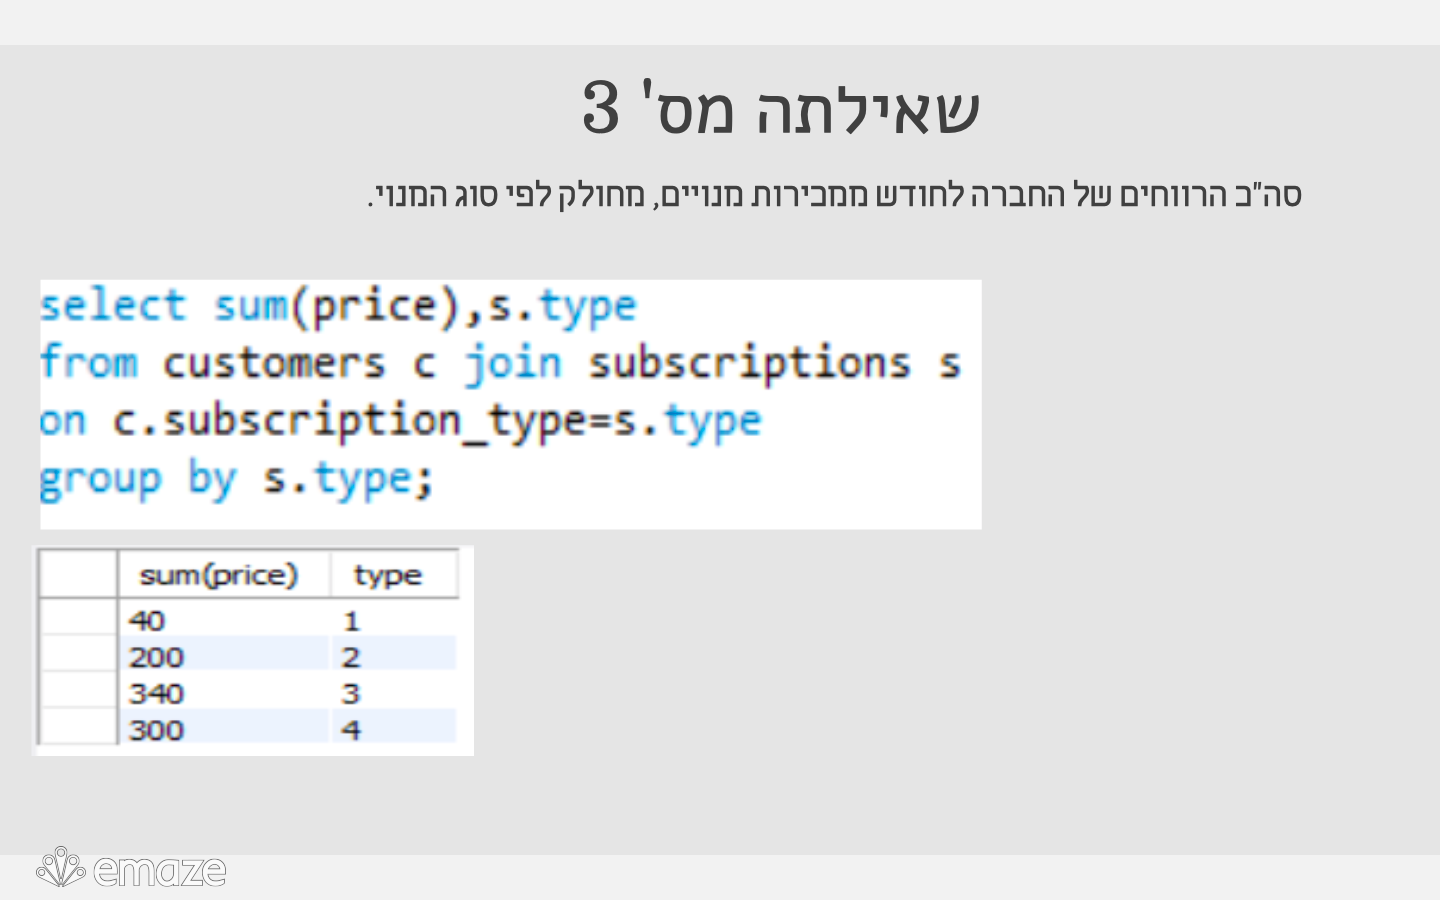 שאילתה מס' 3
סה"כ הרווחים של החברה לחודש ממכירות מנויים, מחולק לפי סוג המנוי.
select sum(price),s.type
from customers c join subscriptions s
on c.subscription_type=s.type
group by s.type;
sum(price) type
40 1
200 2
340 3
300 4
emaze